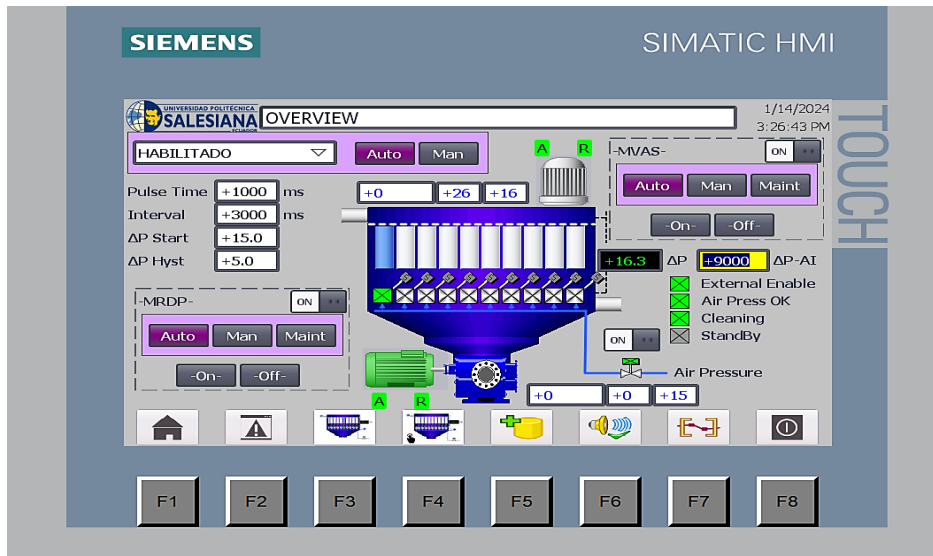 SIEMENS
SIMATIC HMI
TOUCH
UNIVERSIDAD POLITÉCNICA
SALESIANA
ECUADOR
OVERVIEW
1/14/2024
3:26:43 PM
HABILITADO
Auto Man
Pulse Time +1000 ms
Interval +3000 ms
ΔP Start +15.0
ΔP Hyst +5.0
+0 +26 +16
A R
-MVAS- ON
Auto Man Maint
-On- -Off-
+16.3 ΔP +9000 ΔP-AI
External Enable
Air Press OK
Cleaning
StandBy
ON
Air Pressure
-MRDP- ON
Auto Man Maint
-On- -Off-
A R
+0 +0 +15
F1 F2 F3 F4 F5 F6 F7 F8